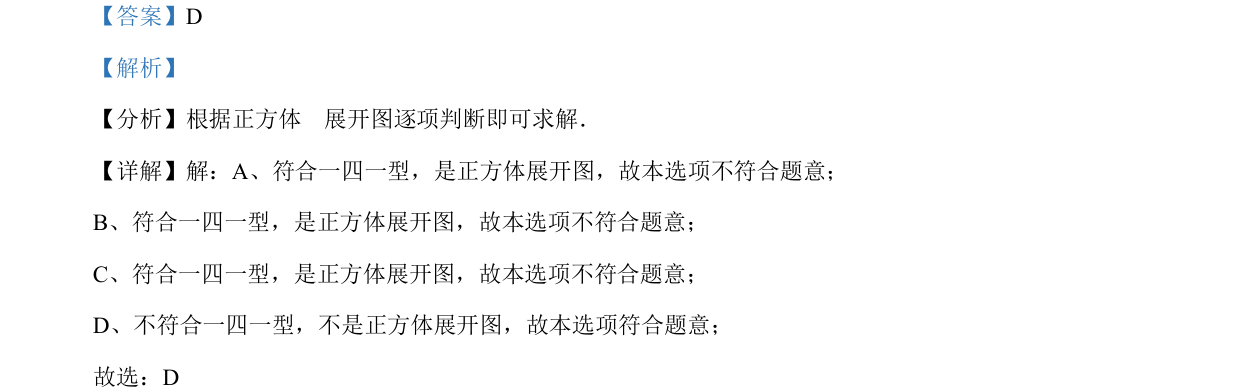 【答案】D
【解析】
【分析】根据正方体 展开图逐项判断即可求解．
【详解】解：A、符合一四一型，是正方体展开图，故本选项不符合题意；
B、符合一四一型，是正方体展开图，故本选项不符合题意；
C、符合一四一型，是正方体展开图，故本选项不符合题意；
D、不符合一四一型，不是正方体展开图，故本选项符合题意；
故选：D